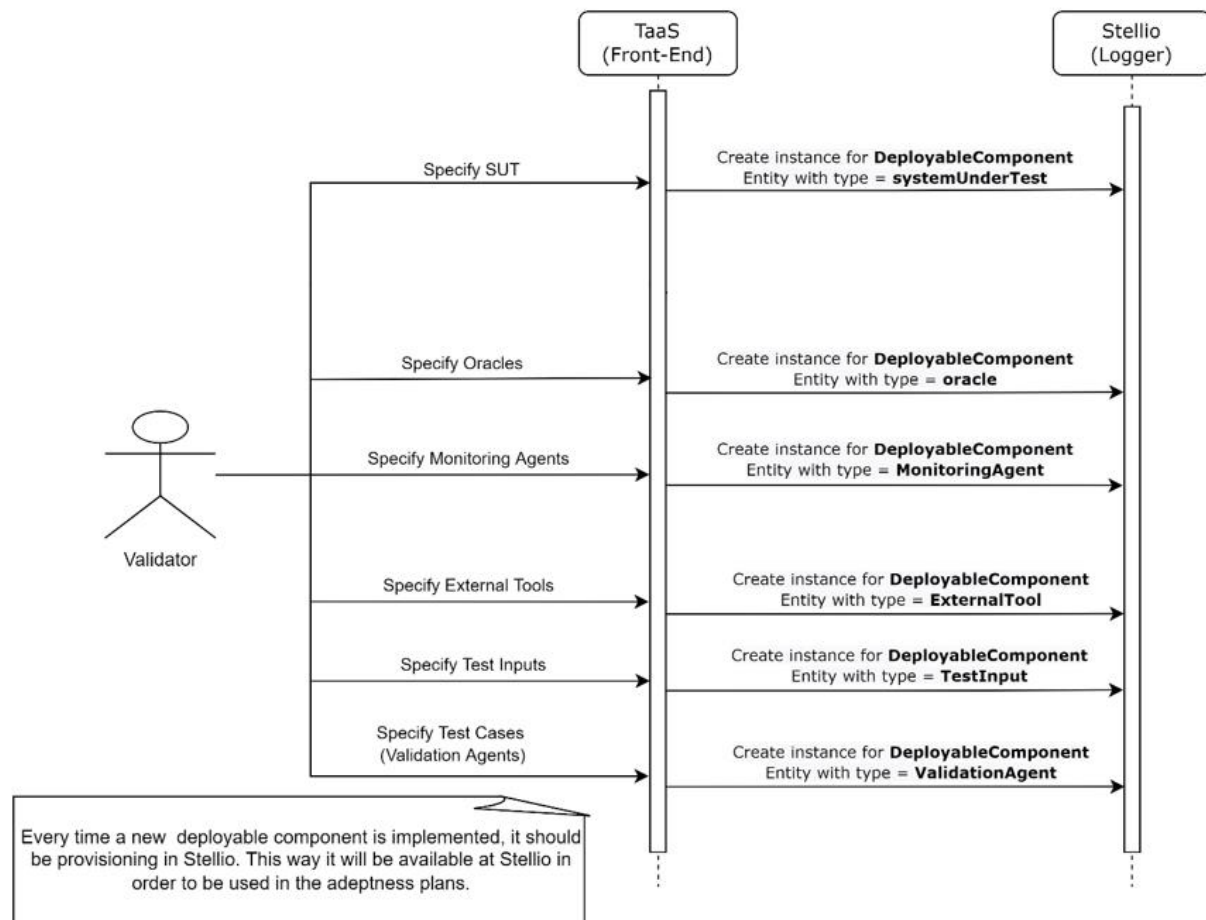 TaaS
(Front-End)
Stellio
(Logger)
Specify SUT
Create instance for DeployableComponent
Entity with type = systemUnderTest
Specify Oracles
Create instance for DeployableComponent
Entity with type = oracle
Specify Monitoring Agents
Create instance for DeployableComponent
Entity with type = MonitoringAgent
Validator
Specify External Tools
Create instance for DeployableComponent
Entity with type = ExternalTool
Specify Test Inputs
Create instance for DeployableComponent
Entity with type = TestInput
Specify Test Cases
(Validation Agents)
Create instance for DeployableComponent
Entity with type = ValidationAgent
Every time a new deployable component is implemented, it should
be provisioning in Stellio. This way it will be available at Stellio in
order to be used in the adeptness plans.